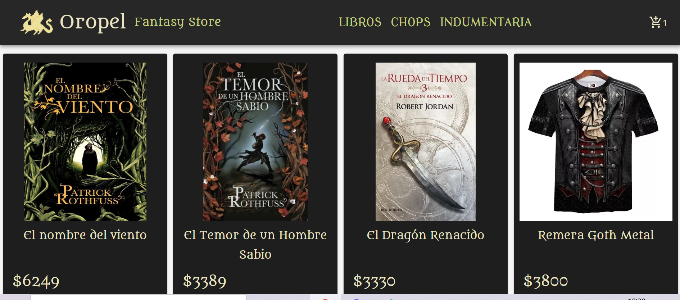 Oropel Fantasy Store LIBROS CHOPS INDUMENTARIA 1
EL NOMBRE DEL VIENTO
PATRICK ROTHFUSS
EL TEMOR DE UN HOMBRE SABIO
PATRICK ROTHFUSS
LA RUEDA DEL TIEMPO
3
EL DRAGÓN RENACIDO
ROBERT JORDAN
El nombre del viento
El Temor de un Hombre
Sabio
El Dragón Renacido
Remera Goth Metal
$6249
$3389
$3330
$3800